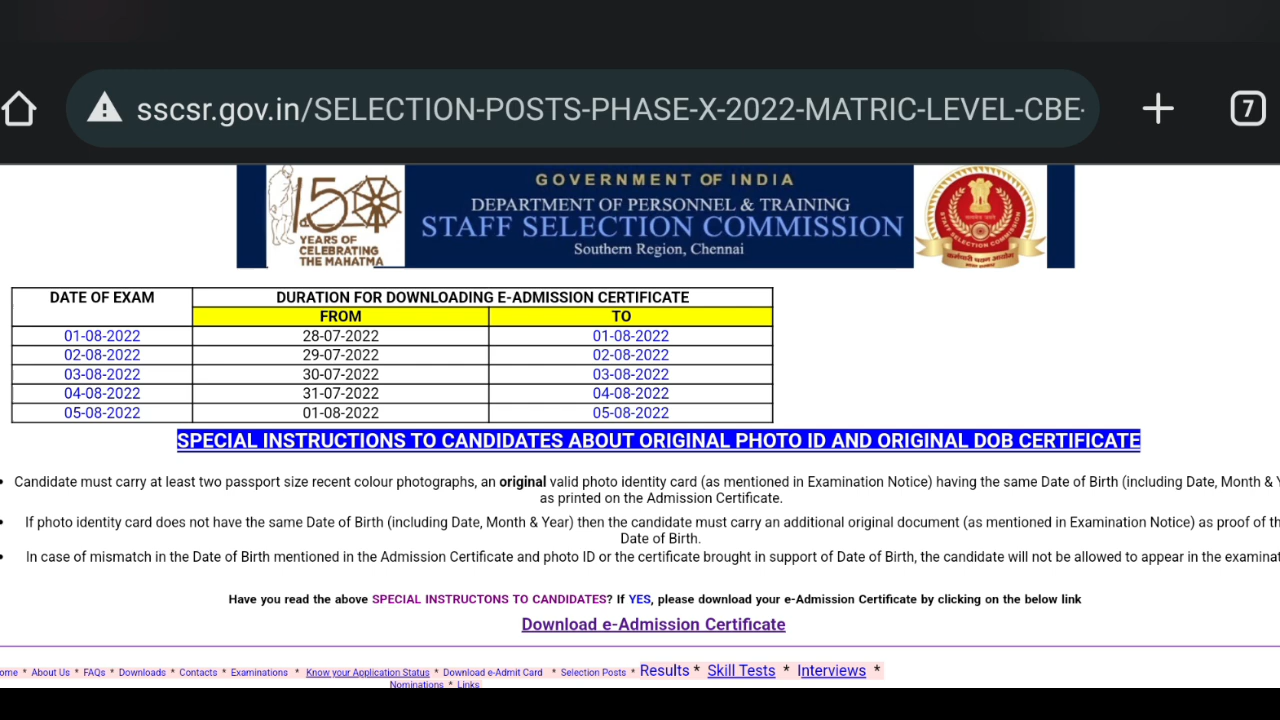 sscsr.gov.in/SELECTION-POSTS-PHASE-X-2022-MATRIC-LEVEL-CBE-
7
150
YEARS OF
CELEBRATING
THE MAHATMA
GOVERNMENT OF INDIA
DEPARTMENT OF PERSONNEL & TRAINING
STAFF SELECTION COMMISSION
Southern Region, Chennai
STAFF SELECTION COMMISSION
कर्मचारी चयन आयोग
DATE OF EXAM DURATION FOR DOWNLOADING E-ADMISSION CERTIFICATE
FROM TO
01-08-2022 28-07-2022 01-08-2022
02-08-2022 29-07-2022 02-08-2022
03-08-2022 30-07-2022 03-08-2022
04-08-2022 31-07-2022 04-08-2022
05-08-2022 01-08-2022 05-08-2022
SPECIAL INSTRUCTIONS TO CANDIDATES ABOUT ORIGINAL PHOTO ID AND ORIGINAL DOB CERTIFICATE
• Candidate must carry at least two passport size recent colour photographs, an original valid photo identity card (as mentioned in Examination Notice) having the same Date of Birth (including Date, Month & Y
as printed on the Admission Certificate.
• If photo identity card does not have the same Date of Birth (including Date, Month & Year) then the candidate must carry an additional original document (as mentioned in Examination Notice) as proof of th
Date of Birth.
• In case of mismatch in the Date of Birth mentioned in the Admission Certificate and photo ID or the certificate brought in support of Date of Birth, the candidate will not be allowed to appear in the examinat
Have you read the above SPECIAL INSTRUCTONS TO CANDIDATES? If YES, please download your e-Admission Certificate by clicking on the below link
Download e-Admission Certificate
ome * About Us * FAQs * Downloads * Contacts * Examinations * Know your Application Status * Download e-Admit Card * Selection Posts * Results * Skill Tests * Interviews *
Nominations * Links